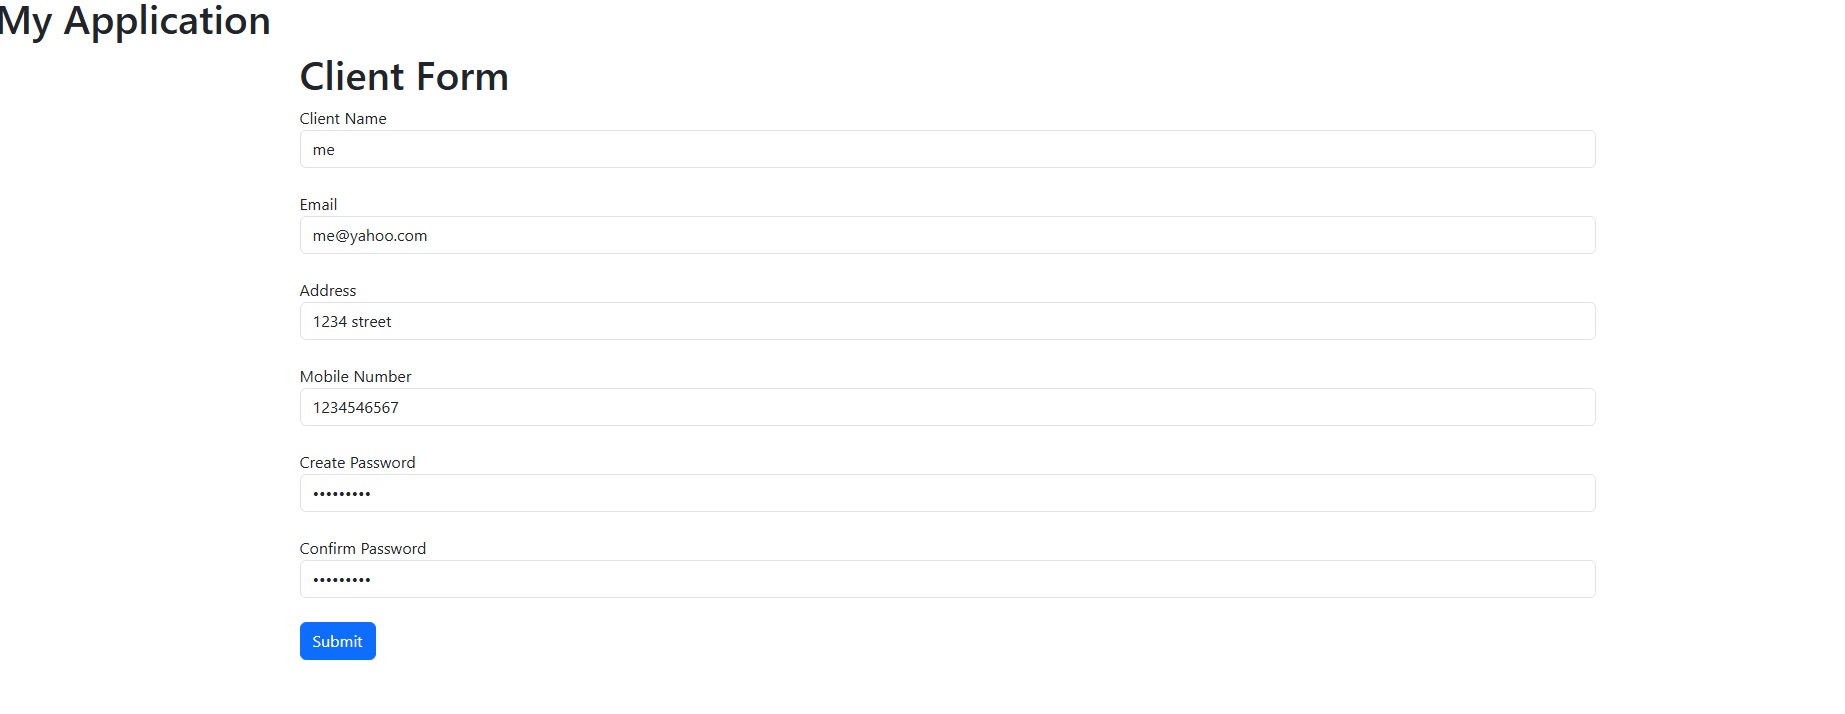 My Application
Client Form
Client Name
me
Email
me@yahoo.com
Address
1234 street
Mobile Number
1234546567
Create Password
•••••••••
Confirm Password
•••••••••
Submit